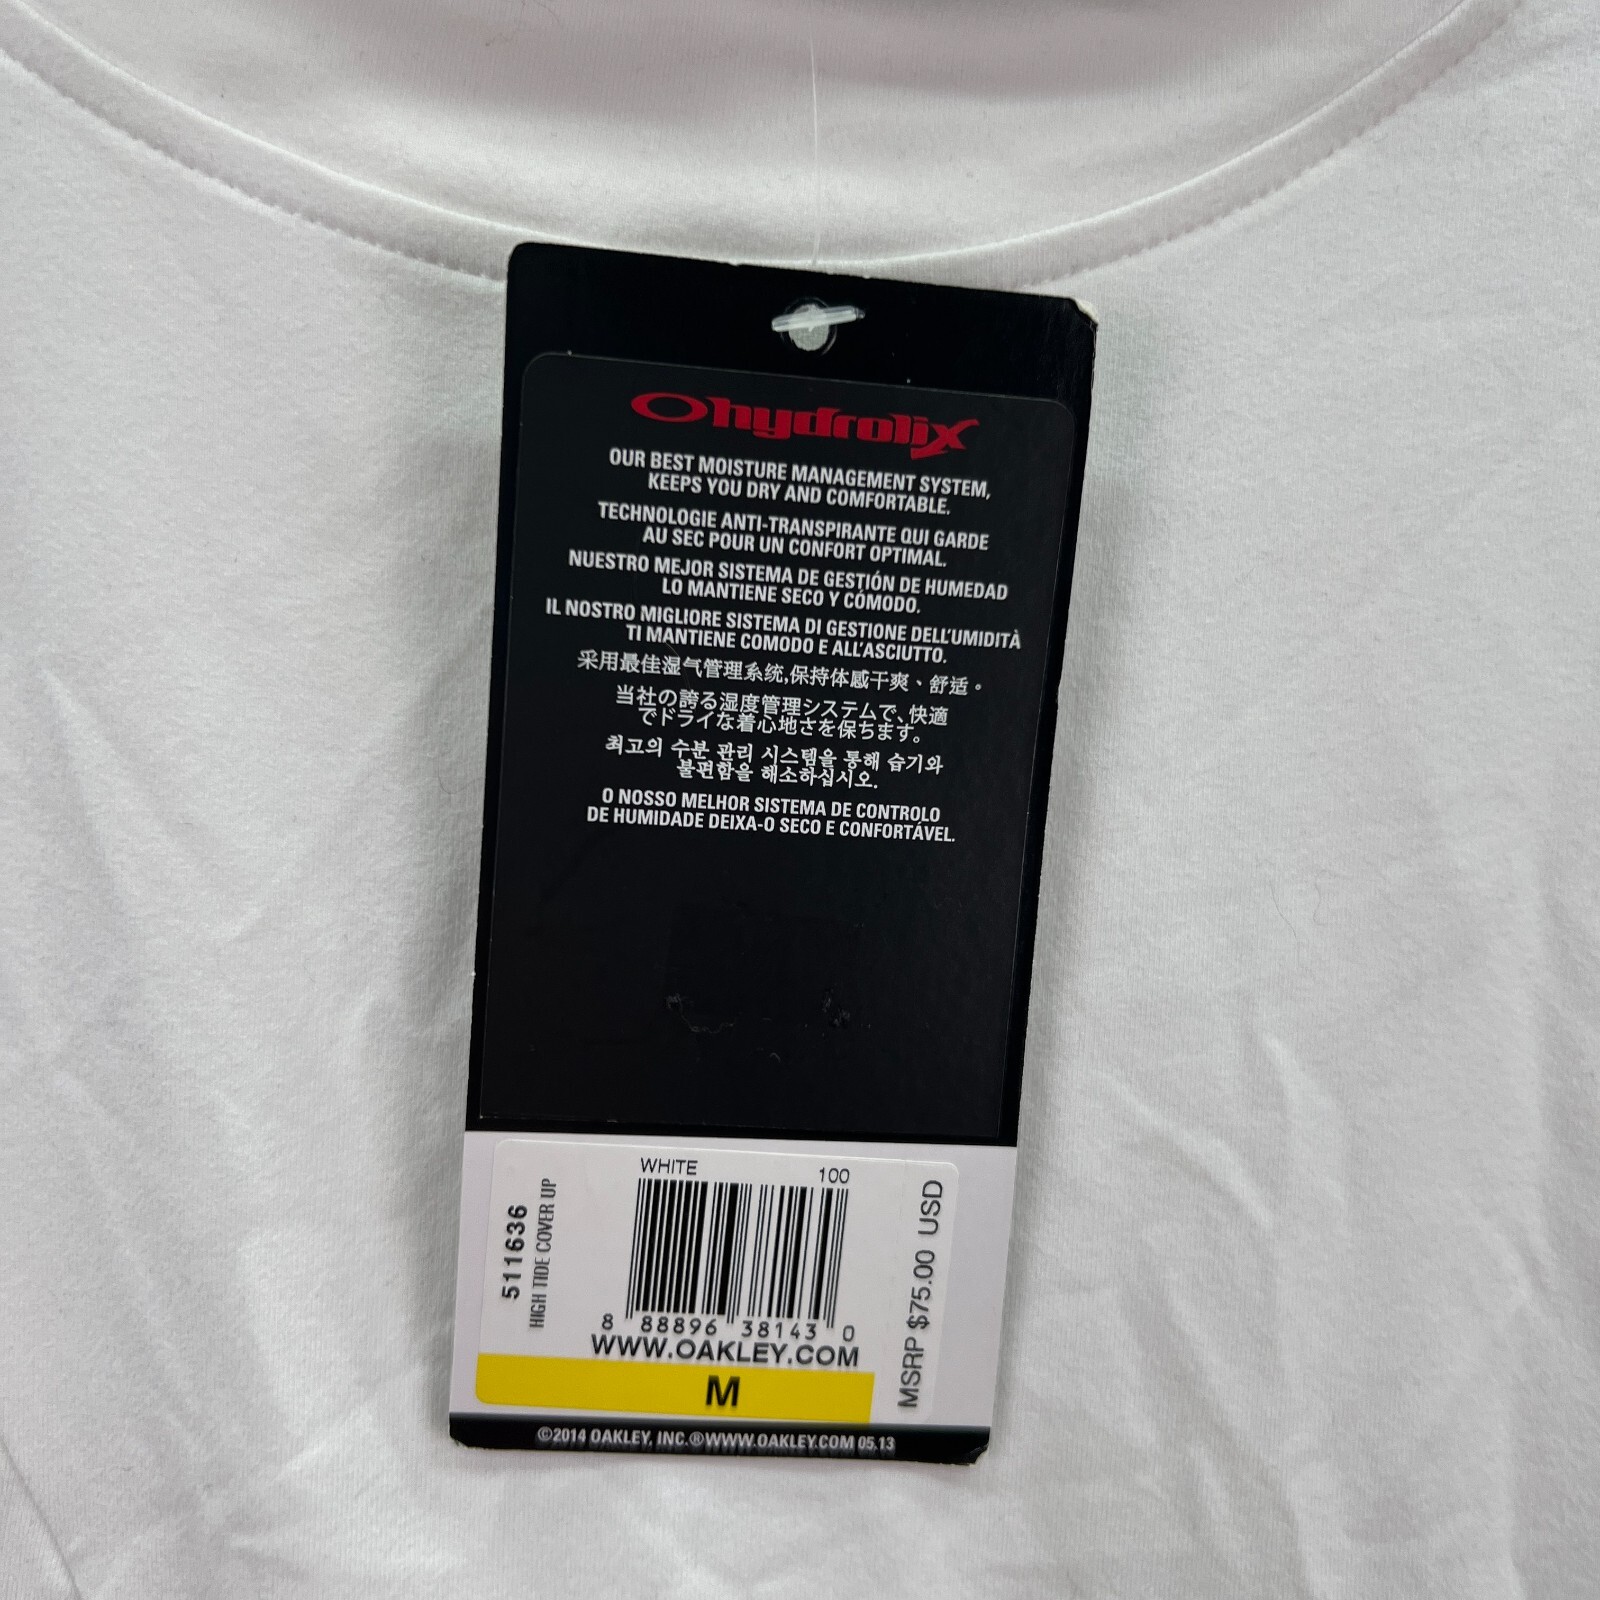 Ohydrolix
OUR BEST MOISTURE MANAGEMENT SYSTEM,
KEEPS YOU DRY AND COMFORTABLE.
TECHNOLOGIE ANTI-TRANSPIRANTE QUI GARDE
AU SEC POUR UN CONFORT OPTIMAL.
NUESTRO MEJOR SISTEMA DE GESTIÓN DE HUMEDAD
LO MANTIENE SECO Y CÓMODO.
IL NOSTRO MIGLIORE SISTEMA DI GESTIONE DELL'UMIDITÀ
TI MANTIENE COMODO E ALL'ASCIUTTO.
采用最佳湿气管理系统,保持体感干爽、舒适。
当社の誇る湿度管理システムで、快適
でドライな着心地さを保ちます。
최고의 수분 관리 시스템을 통해 습기와
불편함을 해소하십시오.
O NOSSO MELHOR SISTEMA DE CONTROLO
DE HUMIDADE DEIXA-O SECO E CONFORTÁVEL.
WHITE 100
511636
HIGH TIDE COVER UP
8 88896 38143 0
WWW.OAKLEY.COM
MSRP $75.00 USD
M
©2014 OAKLEY, INC.®WWW.OAKLEY.COM 05.13